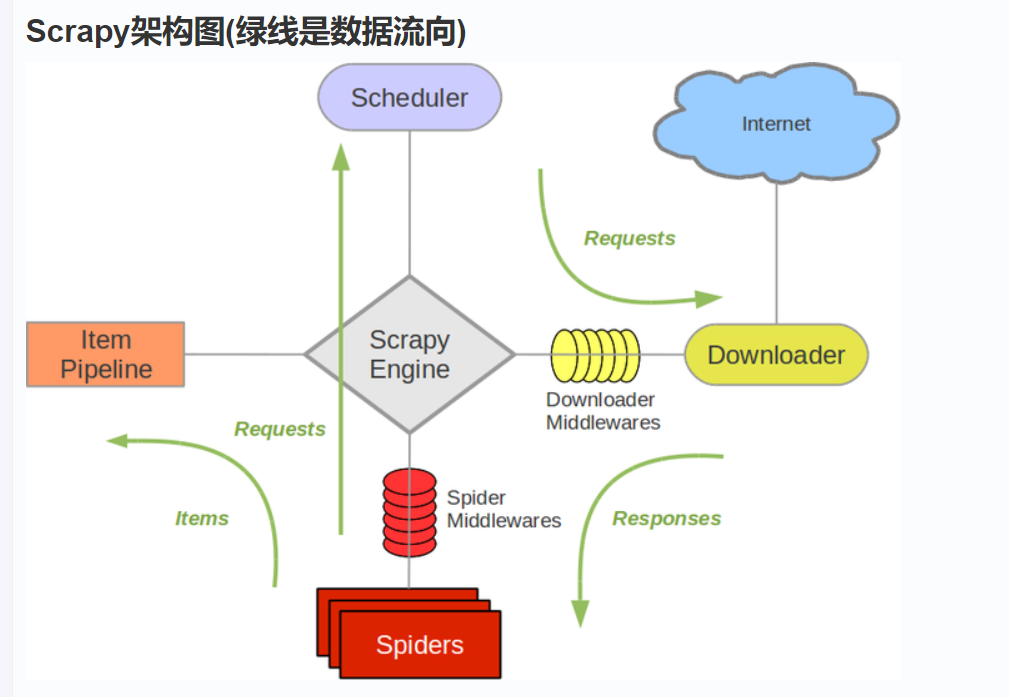 Scrapy架构图(绿线是数据流向)
Scheduler
Internet
Requests
Item
Pipeline
Scrapy
Engine
Downloader
Downloader
Middlewares
Requests
Spider
Middlewares
Items
Responses
Spiders